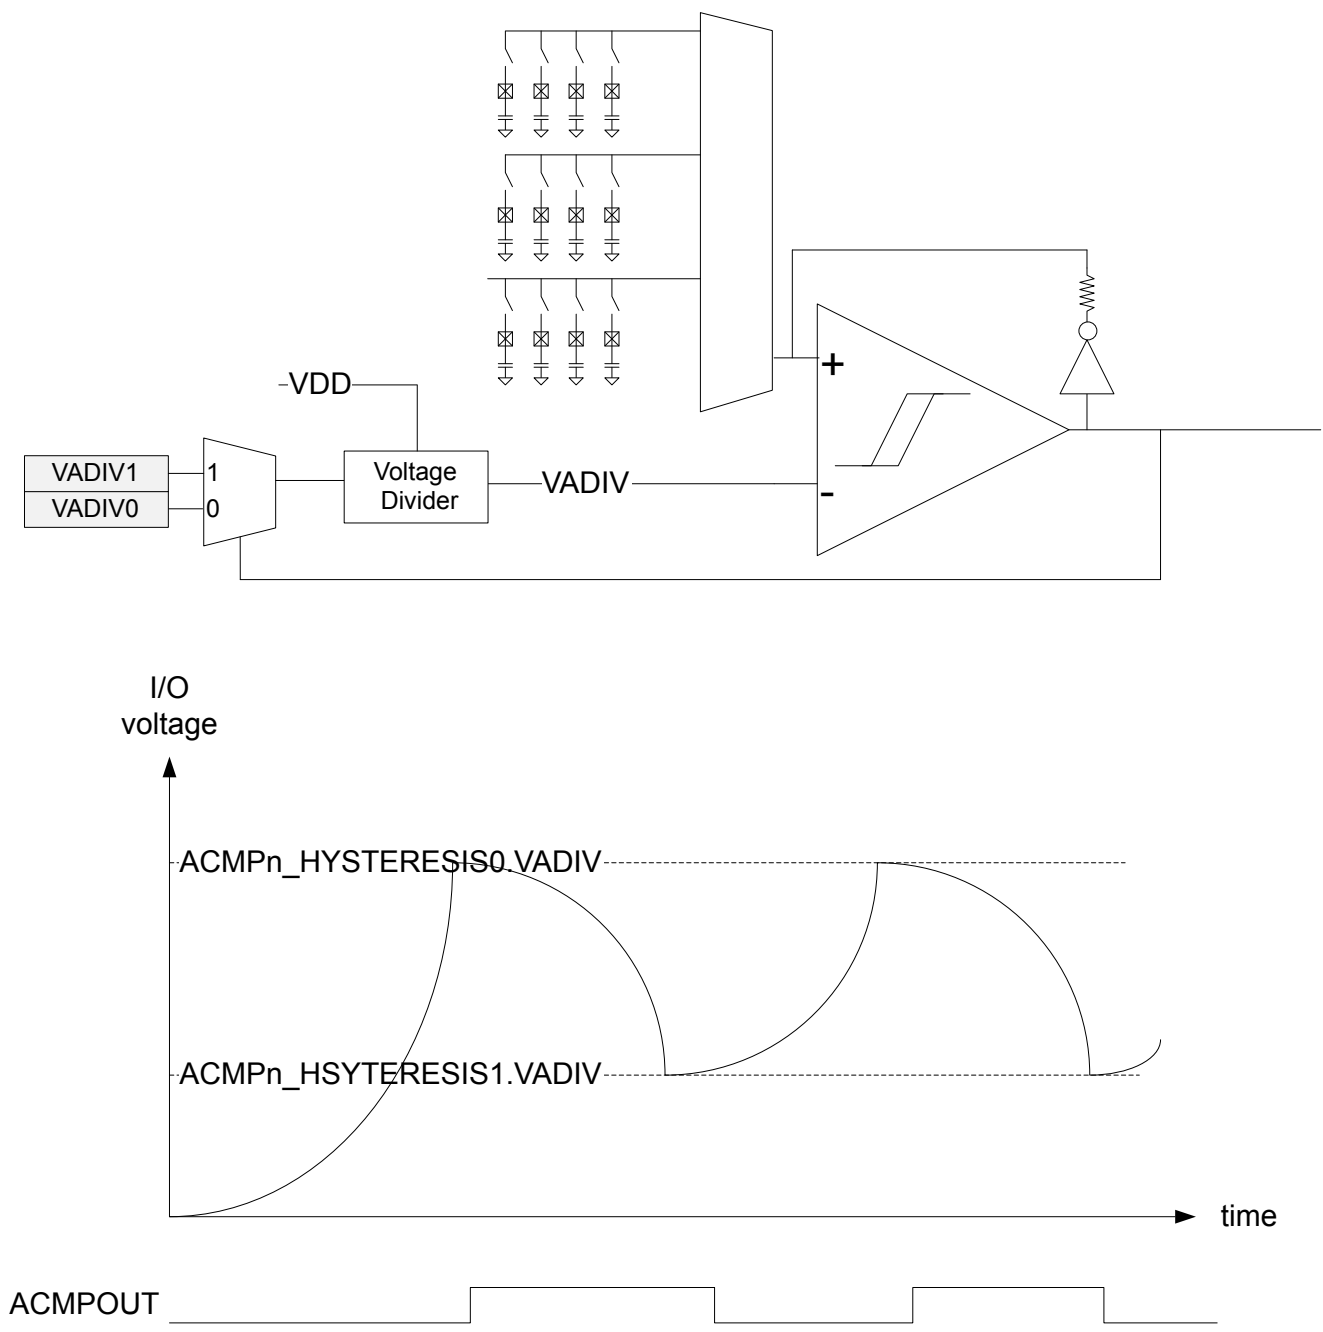 +
VDD
VADIV1
1
Voltage
Divider
VADIV
-
VADIV0
0
I/O
voltage
ACMPn_HYSTERESIS0.VADIV
ACMPn_HSYTERESIS1.VADIV
time
ACMPOUT